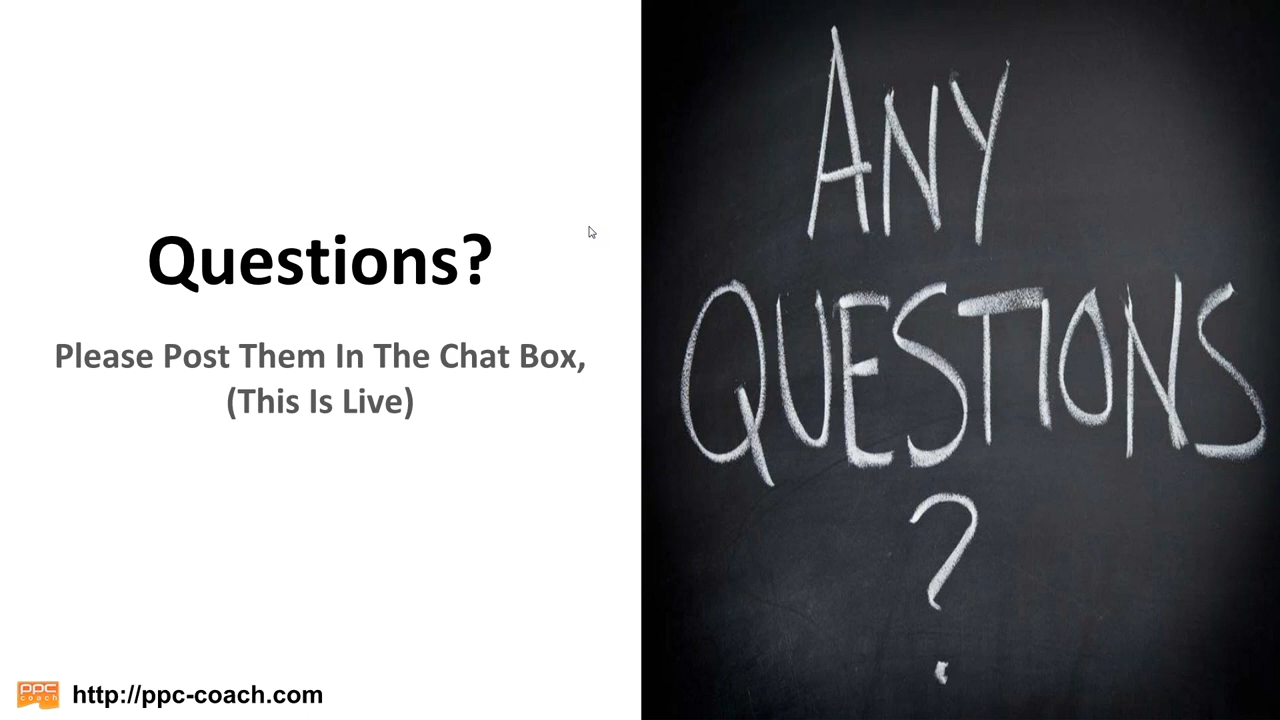 Questions?
Please Post Them In The Chat Box,
(This Is Live)
ppc
coach
http://ppc-coach.com
ANY
QUESTIONS
?